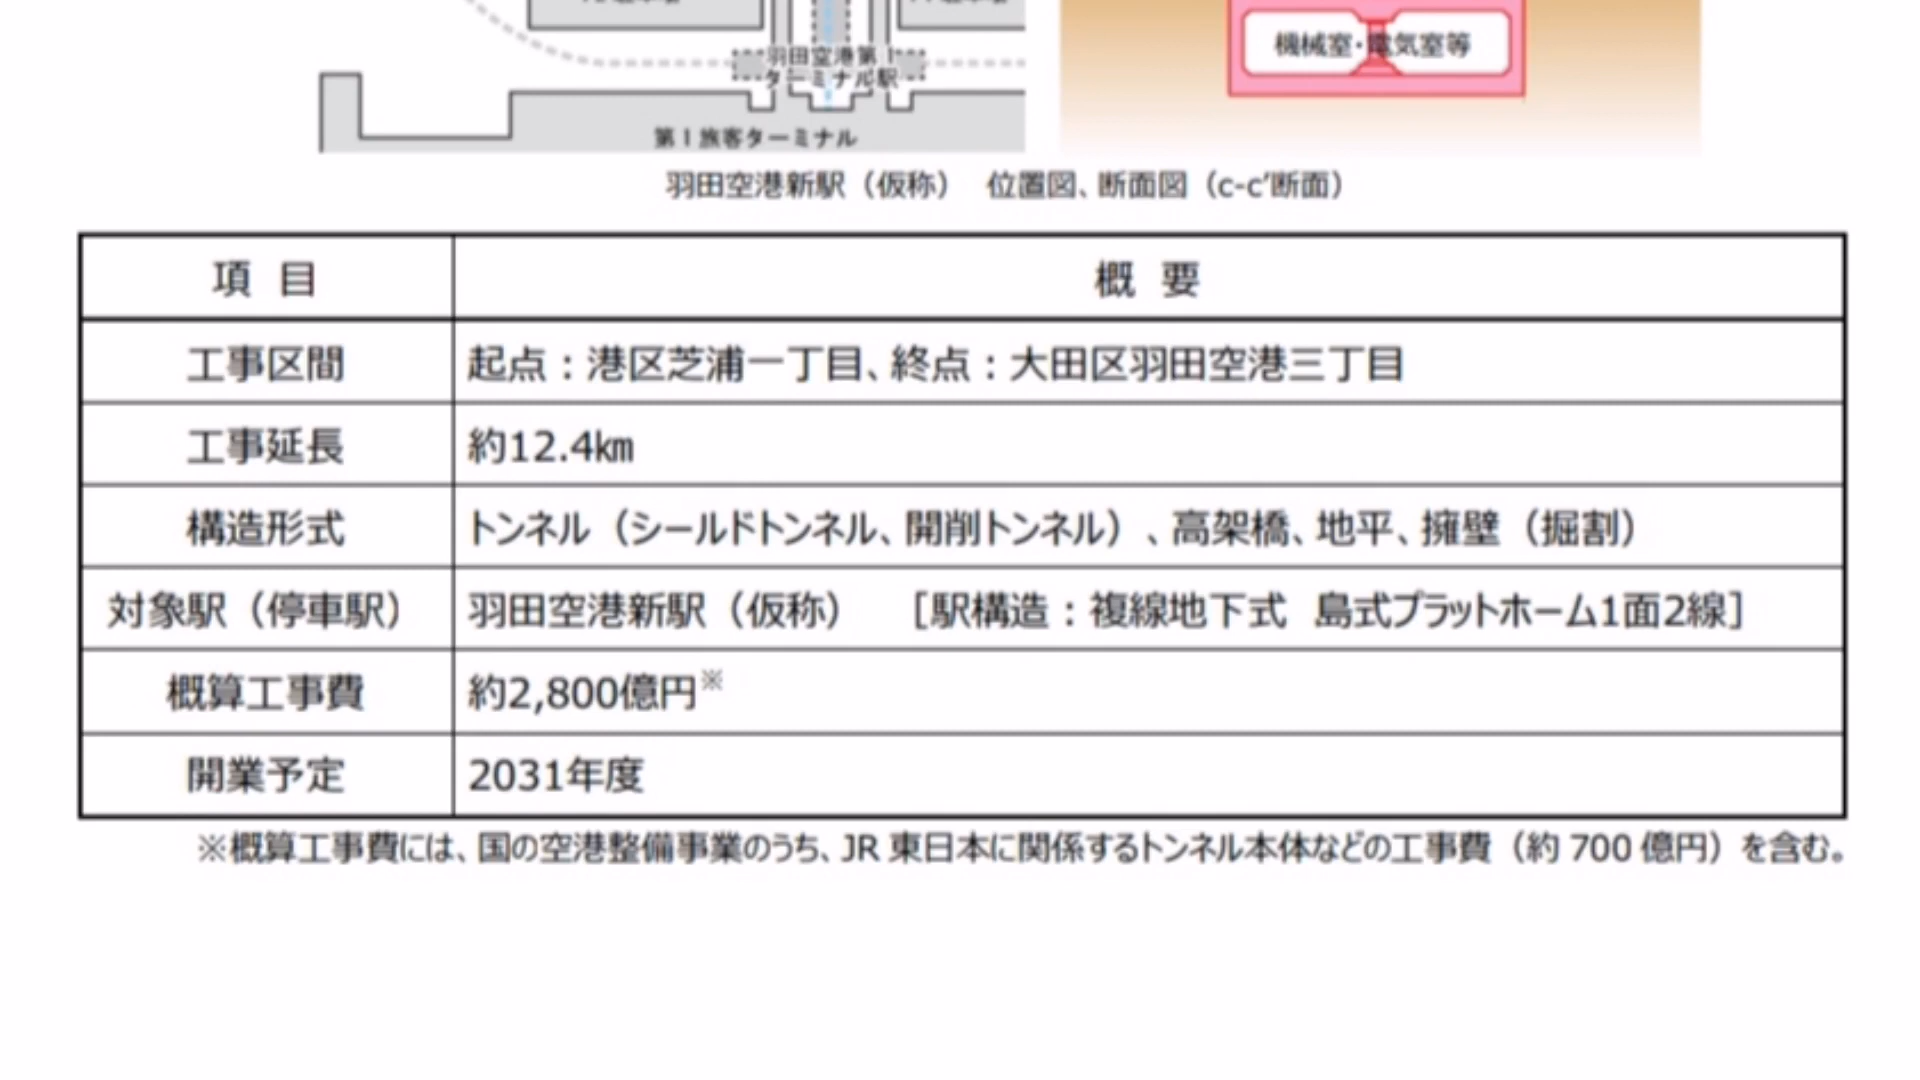 羽田空港第1
ターミナル駅
第1旅客ターミナル
機械室・電気室等
羽田空港新駅（仮称）　位置図、断面図（c-c’断面）
項 目 概 要
工事区間 起点：港区芝浦一丁目、終点：大田区羽田空港三丁目
工事延長 約12.4㎞
構造形式 トンネル（シールドトンネル、開削トンネル）、高架橋、地平、擁壁（掘割）
対象駅（停車駅） 羽田空港新駅（仮称）　［駅構造：複線地下式 島式プラットホーム1面2線］
概算工事費 約2,800億円※
開業予定 2031年度
※概算工事費には、国の空港整備事業のうち、JR 東日本に関係するトンネル本体などの工事費（約 700 億円）を含む。